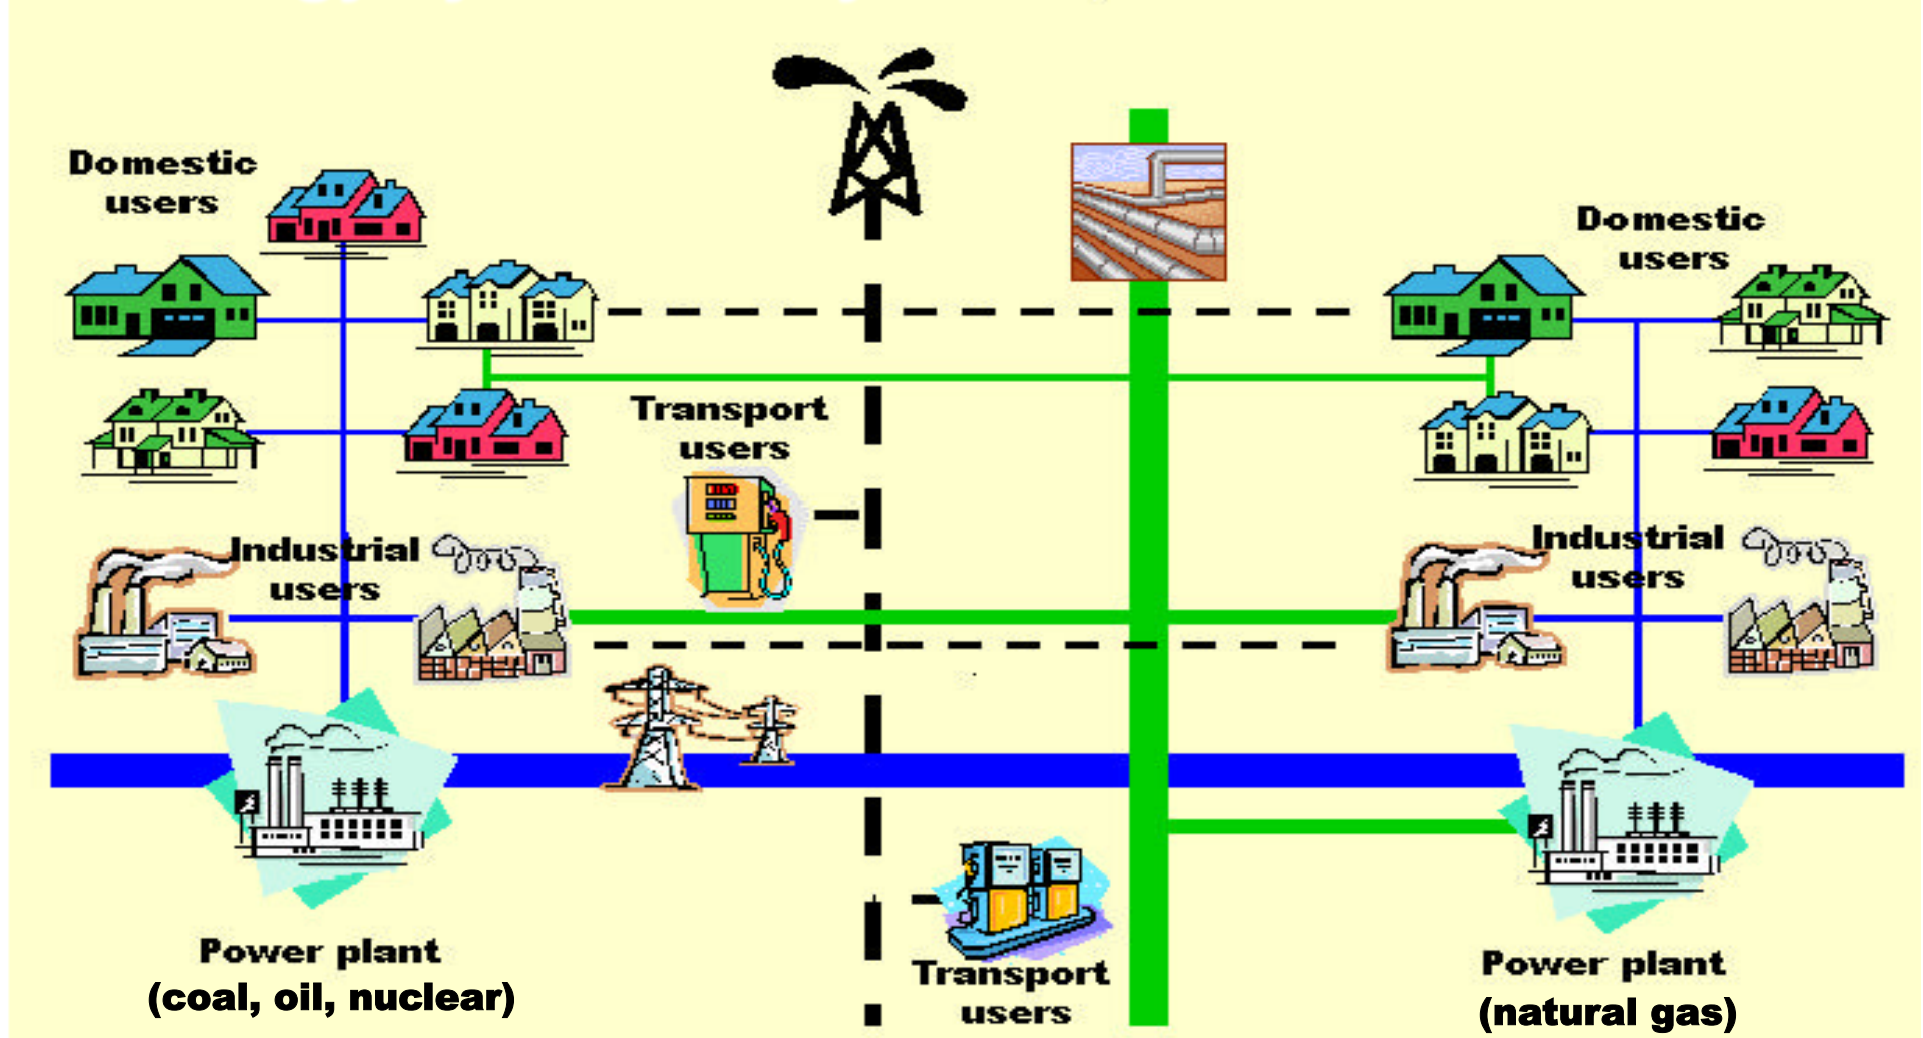 Domestic
users
Domestic
users
Transport
users
Industrial
users
Industrial
users
Power plant
(coal, oil, nuclear)
Transport
users
Power plant
(natural gas)